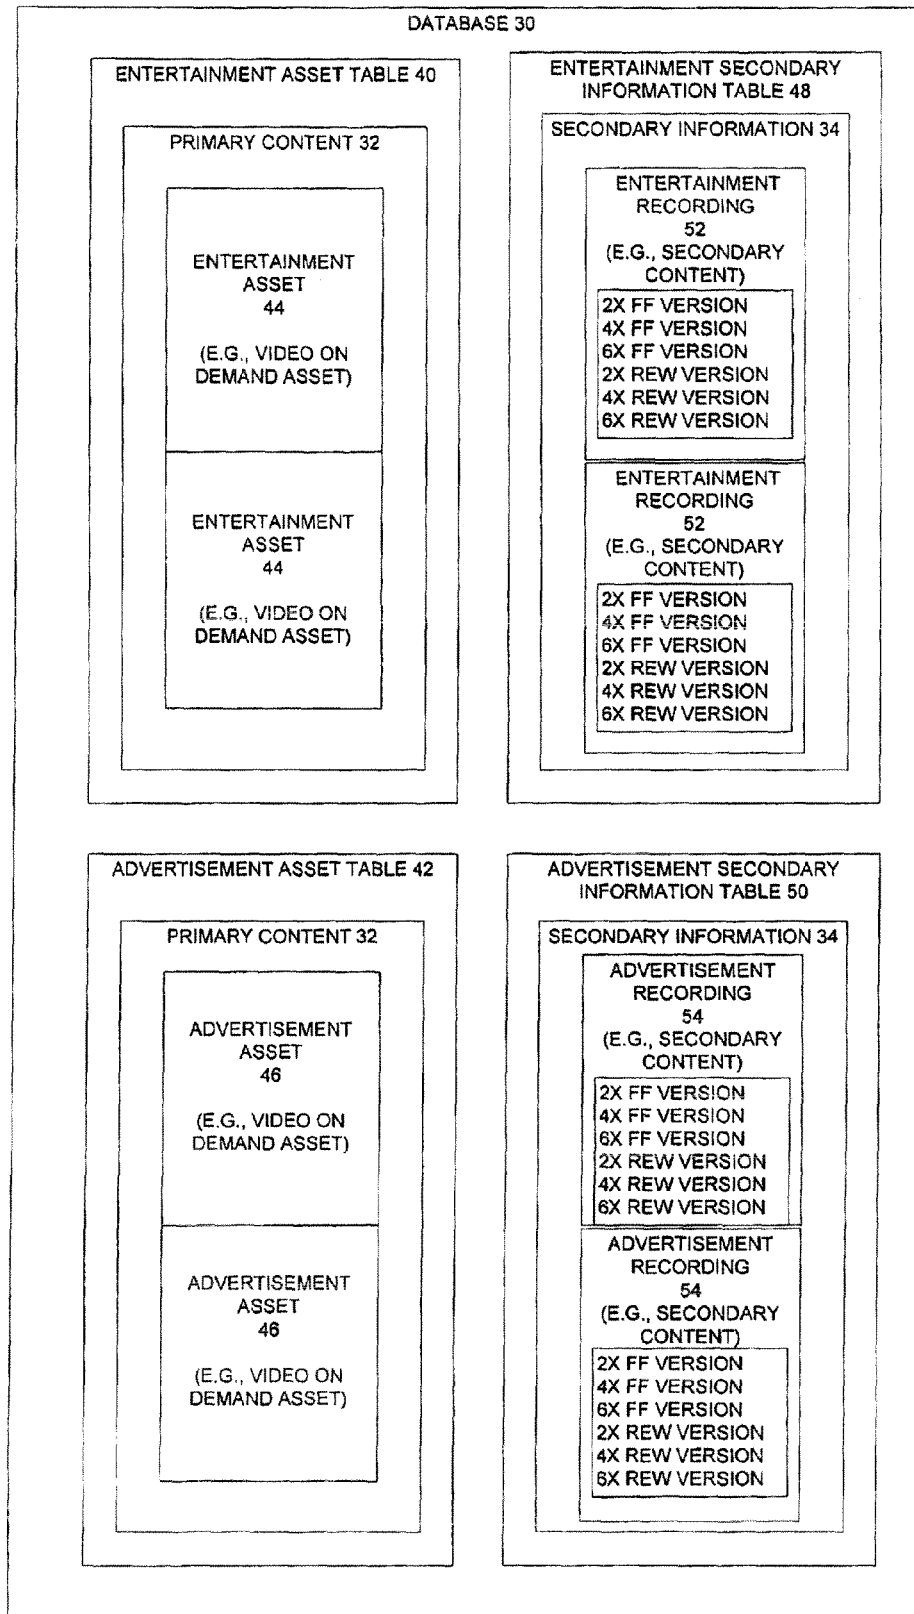 DATABASE 30
ENTERTAINMENT ASSET TABLE 40
PRIMARY CONTENT 32
ENTERTAINMENT
ASSET
44
(E.G., VIDEO ON
DEMAND ASSET)
ENTERTAINMENT
ASSET
44
(E.G., VIDEO ON
DEMAND ASSET)
ENTERTAINMENT SECONDARY
INFORMATION TABLE 48
SECONDARY INFORMATION 34
ENTERTAINMENT
RECORDING
52
(E.G., SECONDARY
CONTENT)
2X FF VERSION
4X FF VERSION
6X FF VERSION
2X REW VERSION
4X REW VERSION
6X REW VERSION
ENTERTAINMENT
RECORDING
52
(E.G., SECONDARY
CONTENT)
2X FF VERSION
4X FF VERSION
6X FF VERSION
2X REW VERSION
4X REW VERSION
6X REW VERSION
ADVERTISEMENT ASSET TABLE 42
PRIMARY CONTENT 32
ADVERTISEMENT
ASSET
46
(E.G., VIDEO ON
DEMAND ASSET)
ADVERTISEMENT
ASSET
46
(E.G., VIDEO ON
DEMAND ASSET)
ADVERTISEMENT SECONDARY
INFORMATION TABLE 50
SECONDARY INFORMATION 34
ADVERTISEMENT
RECORDING
54
(E.G., SECONDARY
CONTENT)
2X FF VERSION
4X FF VERSION
6X FF VERSION
2X REW VERSION
4X REW VERSION
6X REW VERSION
ADVERTISEMENT
RECORDING
54
(E.G., SECONDARY
CONTENT)
2X FF VERSION
4X FF VERSION
6X FF VERSION
2X REW VERSION
4X REW VERSION
6X REW VERSION